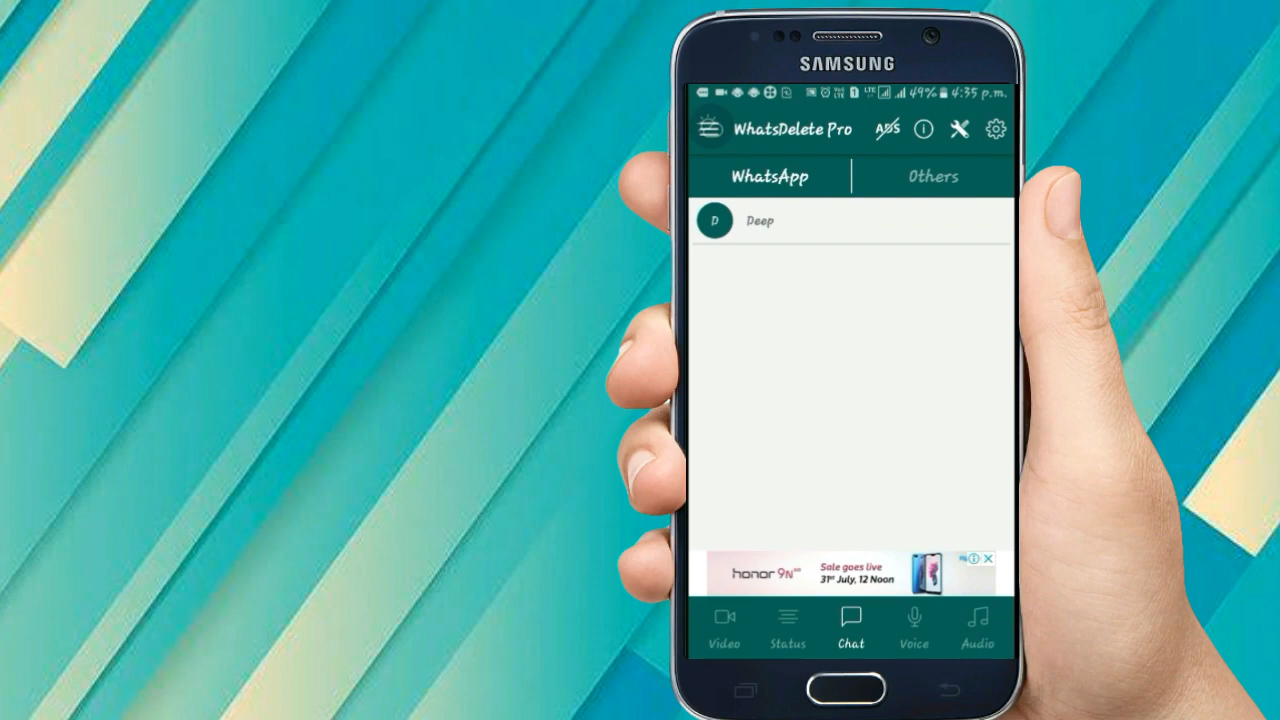 SAMSUNG
49% 4:35 p.m.
WhatsDelete Pro ADS
WhatsApp Others
D Deep
honor 9N Sale goes live
31st July, 12 Noon
Video Status Chat Voice Audio